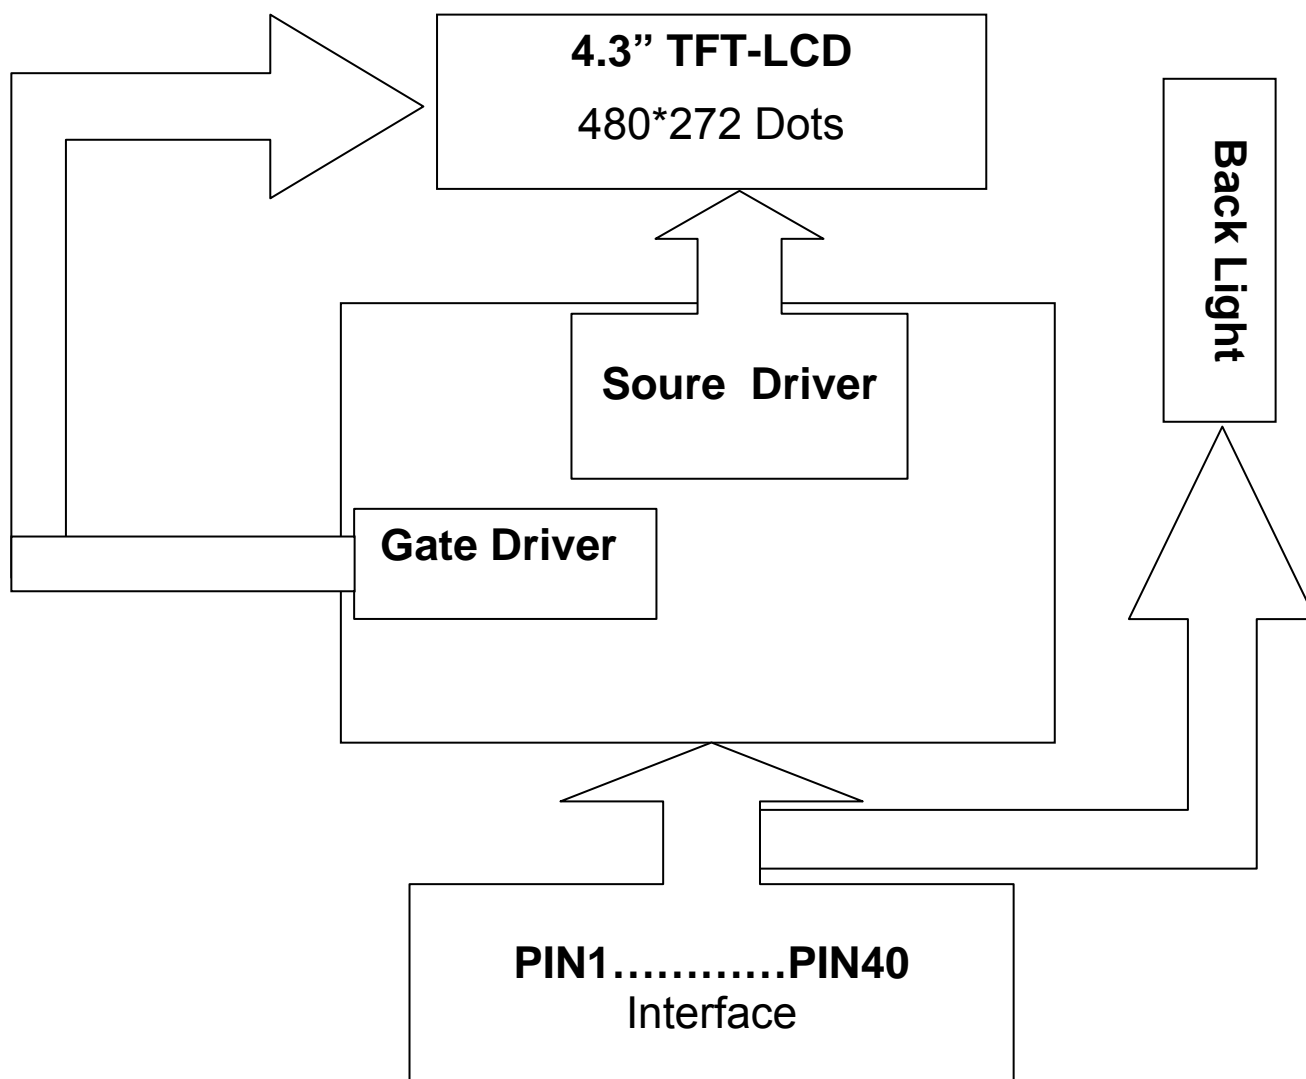 4.3” TFT-LCD
480*272 Dots
Back Light
Soure Driver
Gate Driver
PIN1…………PIN40
Interface